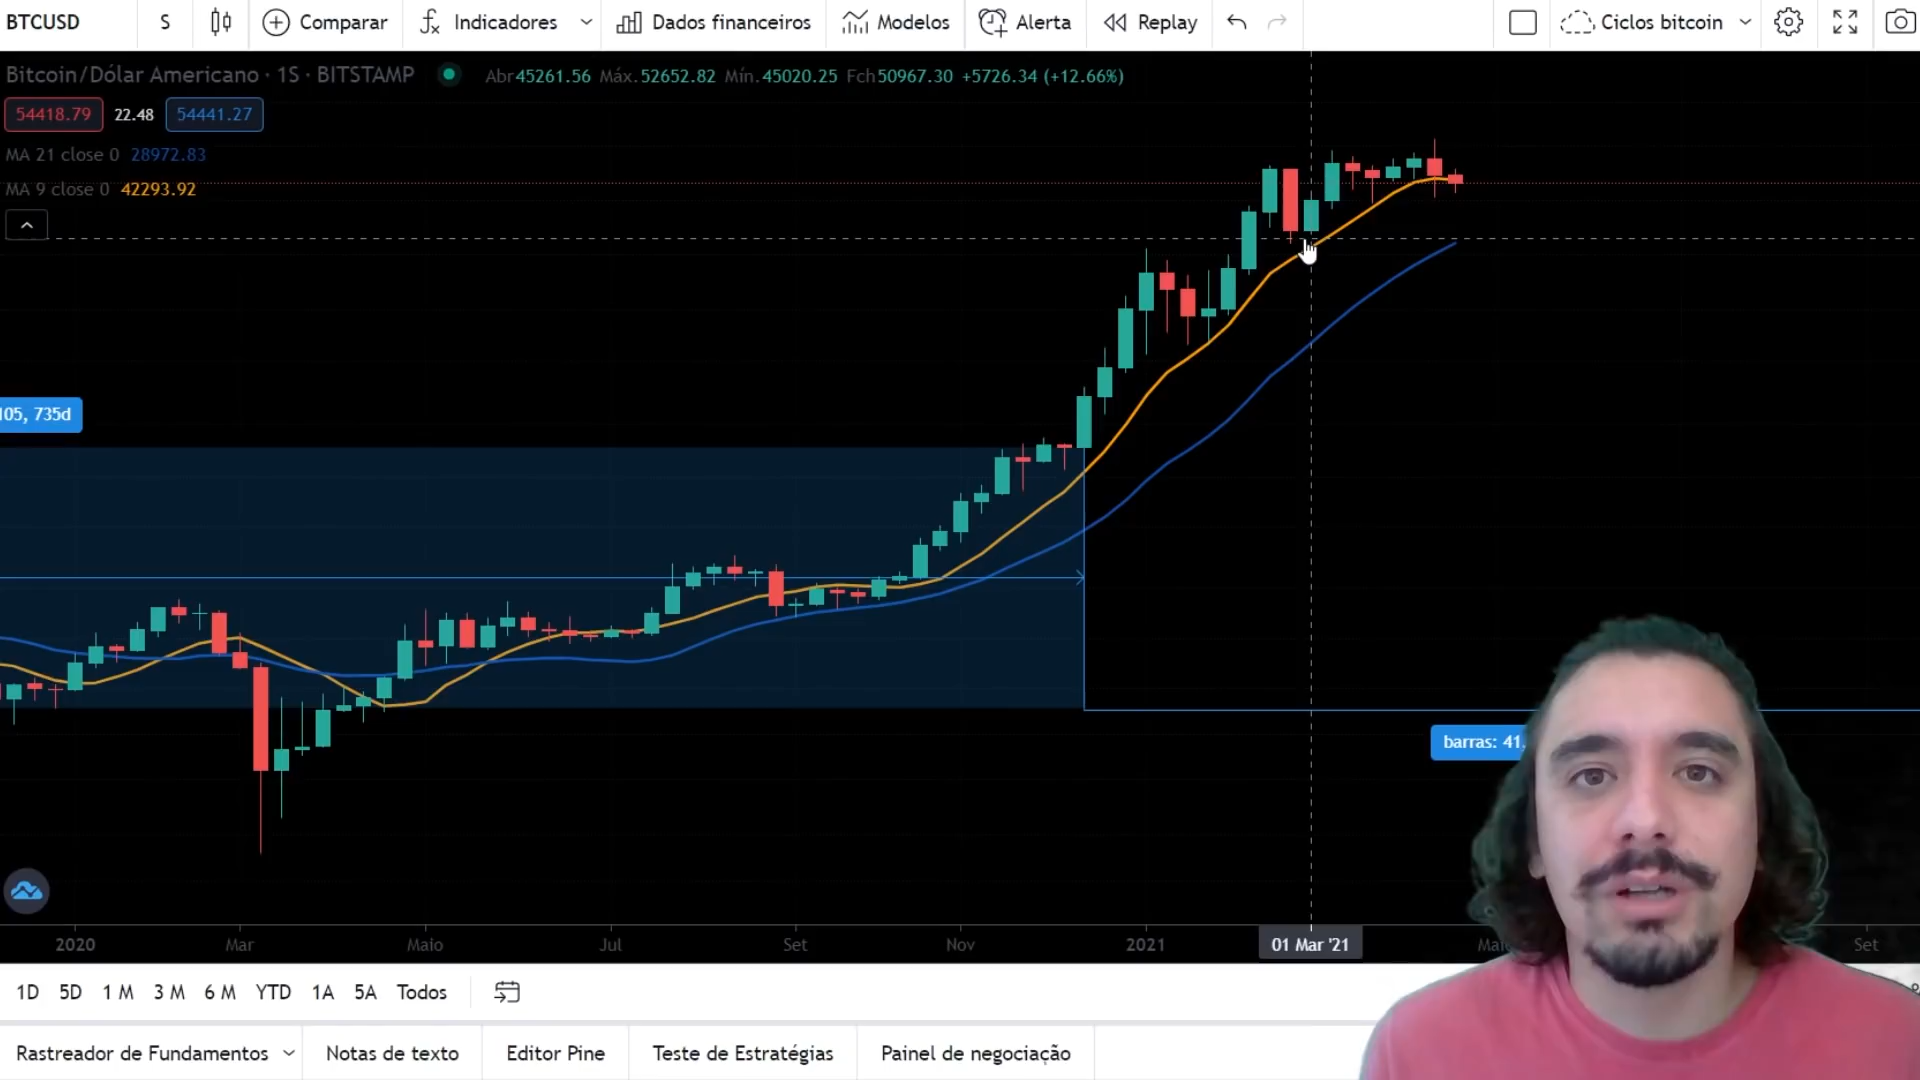 BTCUSD S Comparar Indicadores Dados financeiros Modelos Alerta Replay Ciclos bitcoin
Bitcoin/Dólar Americano · 1S · BITSTAMP Abr45261.56 Máx.52652.82 Mín.45020.25 Fch50967.30 +5726.34 (+12.66%)
54418.79 22.48 54441.27
MA 21 close 0 28972.83
MA 9 close 0 42293.92
105, 735d
barras: 41
2020 Mar Maio Jul Set Nov 2021 01 Mar '21 Set
1D 5D 1 M 3 M 6 M YTD 1A 5A Todos
Rastreador de Fundamentos Notas de texto Editor Pine Teste de Estratégias Painel de negociação